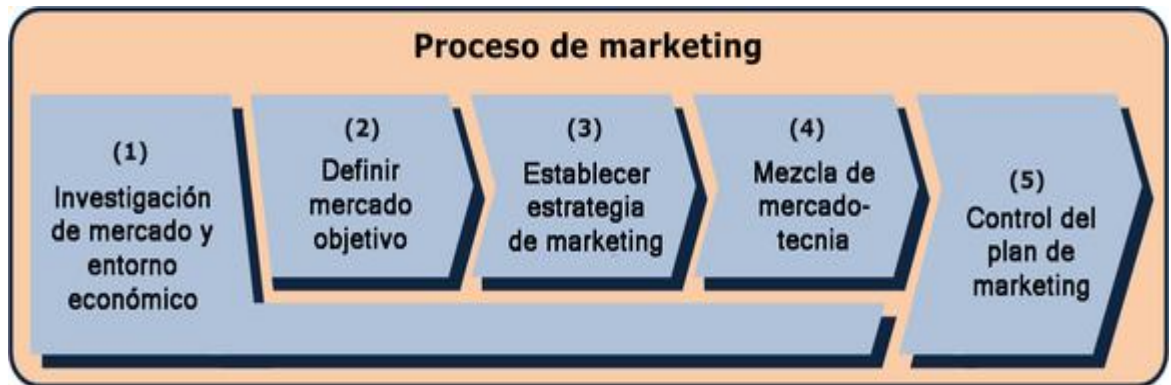 Proceso de marketing
(1)
Investigación
de mercado y
entorno
económico
(2)
Definir
mercado
objetivo
(3)
Establecer
estrategia
de marketing
(4)
Mezcla de
mercado-
tecnia
(5)
Control del
plan de
marketing